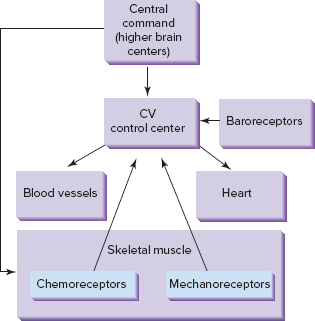 Central
command
(higher brain
centers)
CV
control center
Baroreceptors
Blood vessels
Heart
Skeletal muscle
Chemoreceptors
Mechanoreceptors